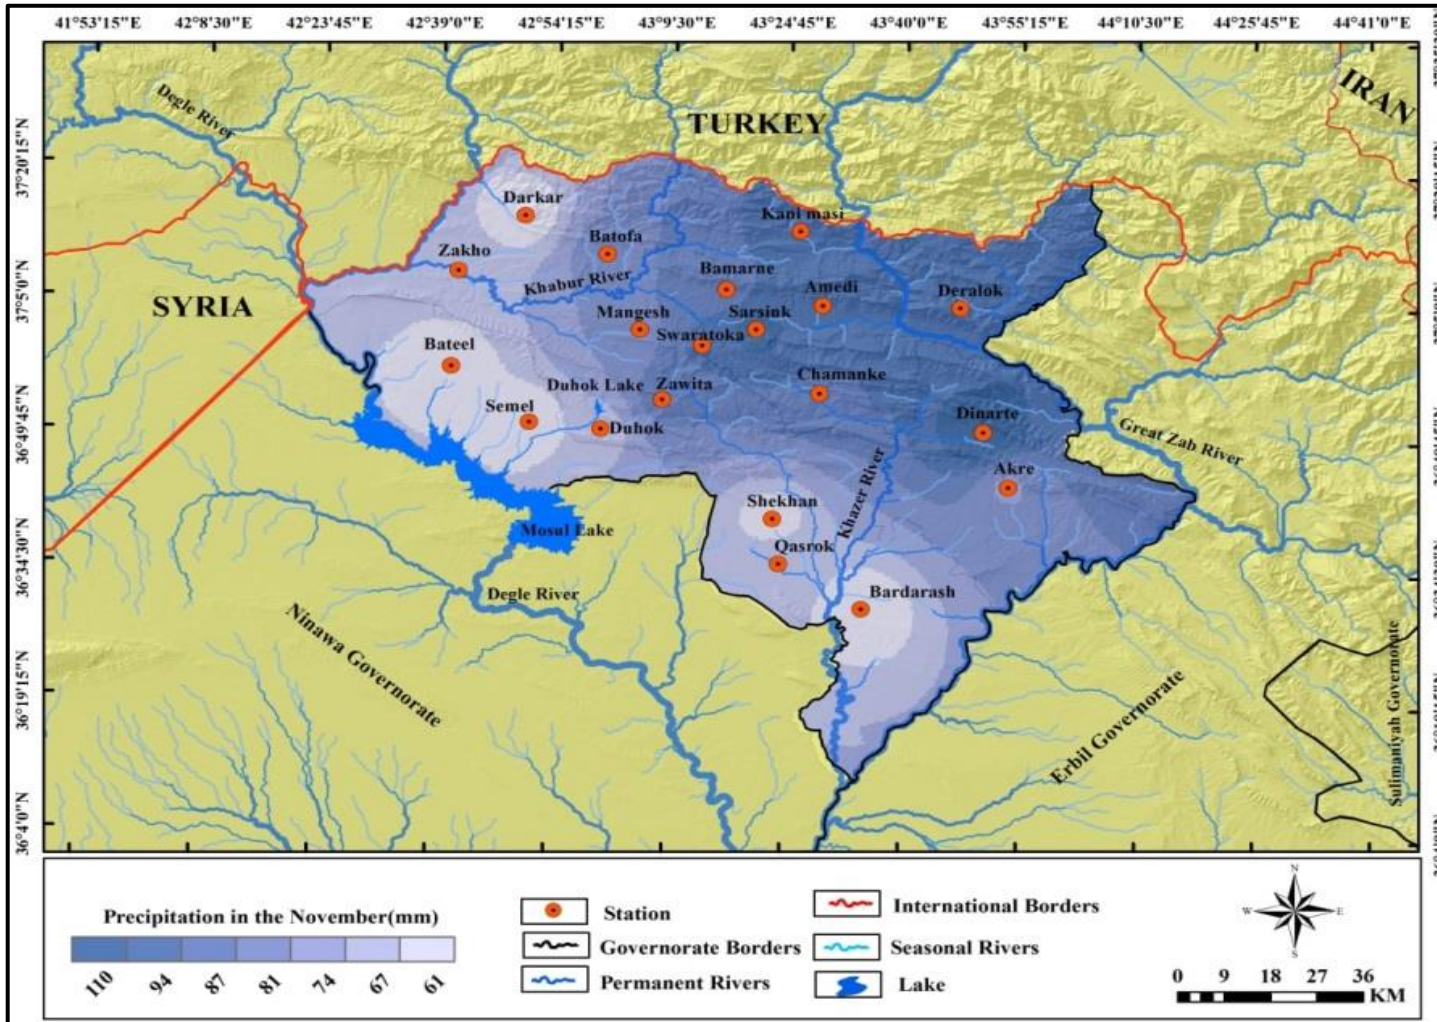 41°53'15"E 42°8'30"E 42°23'45"E 42°39'0"E 42°54'15"E 43°9'30"E 43°24'45"E 43°40'0"E 43°55'15"E 44°10'30"E 44°25'45"E 44°41'0"E
IRAN
Degle River
TURKEY
37°20'15"N
Darkar
Kani masi
Batofa
Zakho
Khabur River
Bamarne
37°5'0"N
SYRIA
Amedi
Deralok
Mangesh
Sarsink
Swaratoka
Bateel
Chamanke
Duhok Lake
Zawita
Semel
Dinarte
36°49'45"N
Duhok
Great Zab River
Akre
Shekhan
Khazer River
Mosul Lake
36°34'30"N
Qasrok
Degle River
Bardarash
Ninawa Governorate
36°19'15"N
Erbil Governorate
Sulimaniyah Governorate
36°4'0"N
Precipitation in the November(mm)
110 94 87 81 74 67 61
Station
Governorate Borders
Permanent Rivers
International Borders
Seasonal Rivers
Lake
N
W E
S
0 9 18 27 36
KM